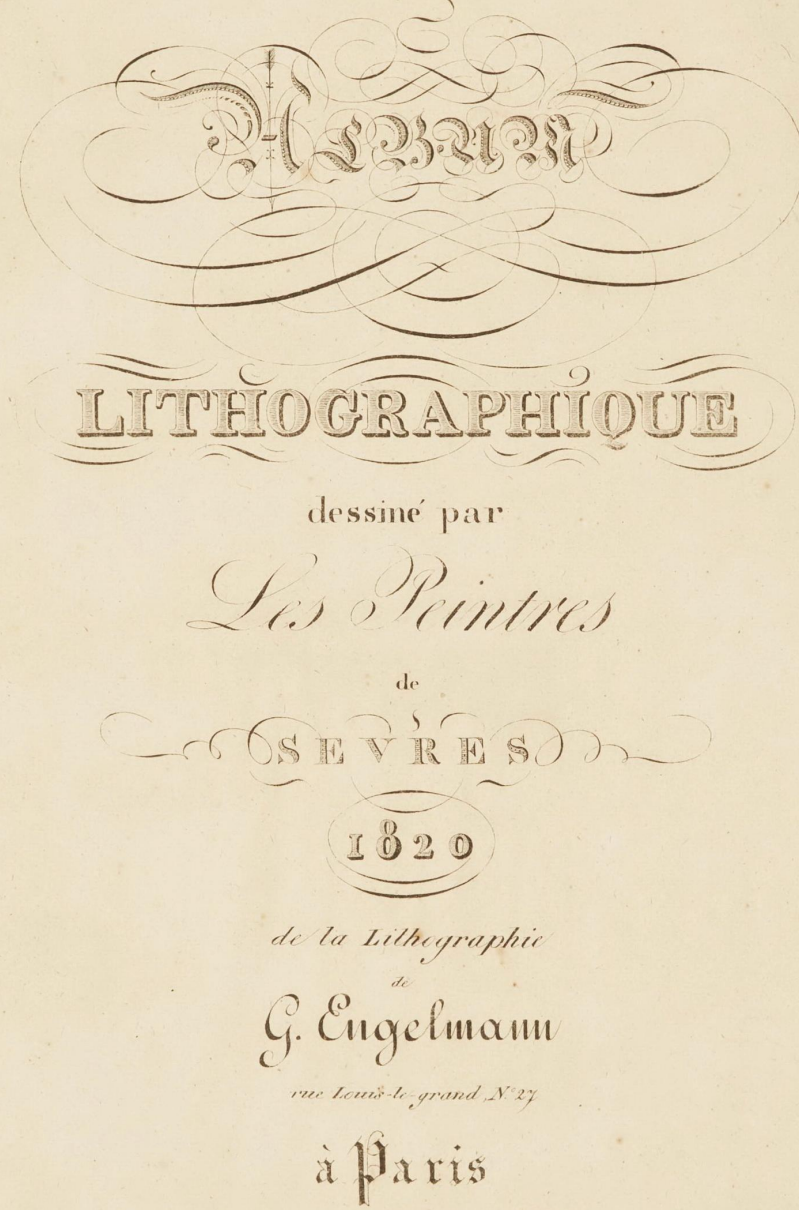 ALBUM
LITHOGRAPHIQUE
dessiné par
Les Peintres
de
SEVRES
1820
de la Lithographie
de
G. Engelmann
rue Louis-le-grand, N.º 27
à Paris